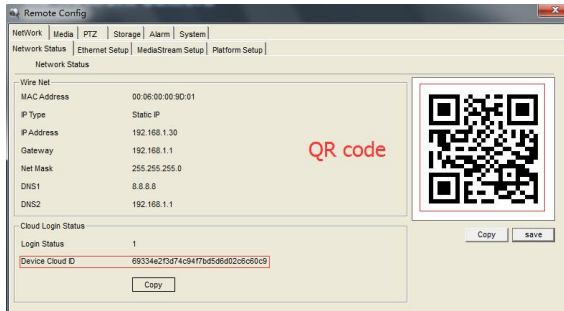 Remote Config
NetWork Media PTZ Storage Alarm System
Network Status Ethernet Setup MediaStream Setup Platform Setup
Network Status
Wire Net
MAC Address 00:06:00:00:9D:01
IP Type Static IP
IP Address 192.168.1.30
Gateway 192.168.1.1
Net Mask 255.255.255.0
DNS1 8.8.8.8
DNS2 192.168.1.1
QR code
Cloud Login Status
Login Status 1
Device Cloud ID 69334e2f3d74c94f7bd5d6d02c6c60c9
Copy
Copy save